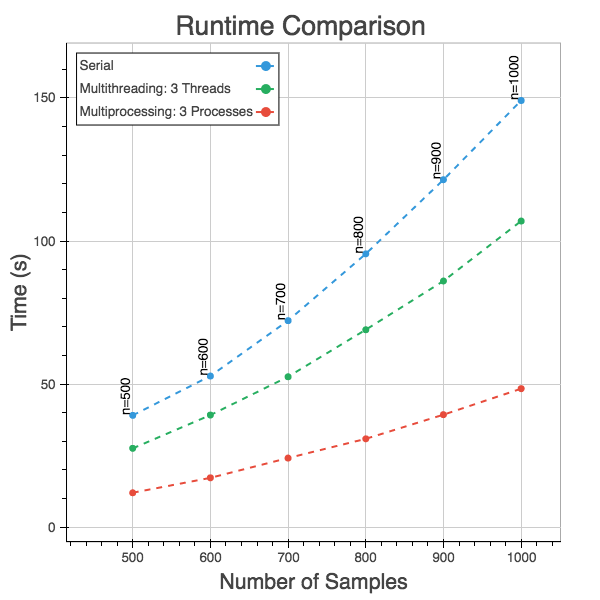 Runtime Comparison
Serial
Multithreading: 3 Threads
Multiprocessing: 3 Processes
n=500
n=600
n=700
n=800
n=900
n=1000
150
100
50
0
Time (s)
500 600 700 800 900 1000
Number of Samples